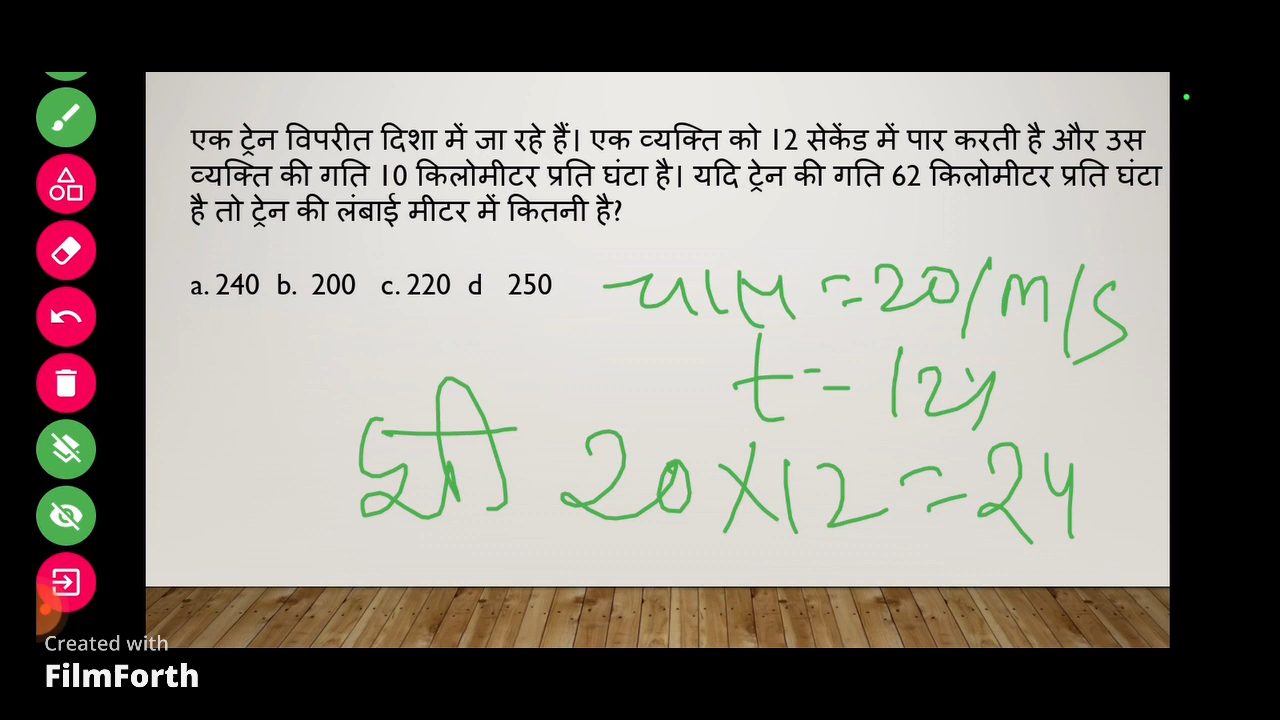 एक ट्रेन विपरीत दिशा में जा रहे हैं। एक व्यक्ति को 12 सेकेंड में पार करती है और उस
व्यक्ति की गति 10 किलोमीटर प्रति घंटा है। यदि ट्रेन की गति 62 किलोमीटर प्रति घंटा
है तो ट्रेन की लंबाई मीटर में कितनी है?
a. 240 b. 200 c. 220 d 250
चाल = 20/m/s
t = 12
20 X 12 = 24
Created with
FilmForth